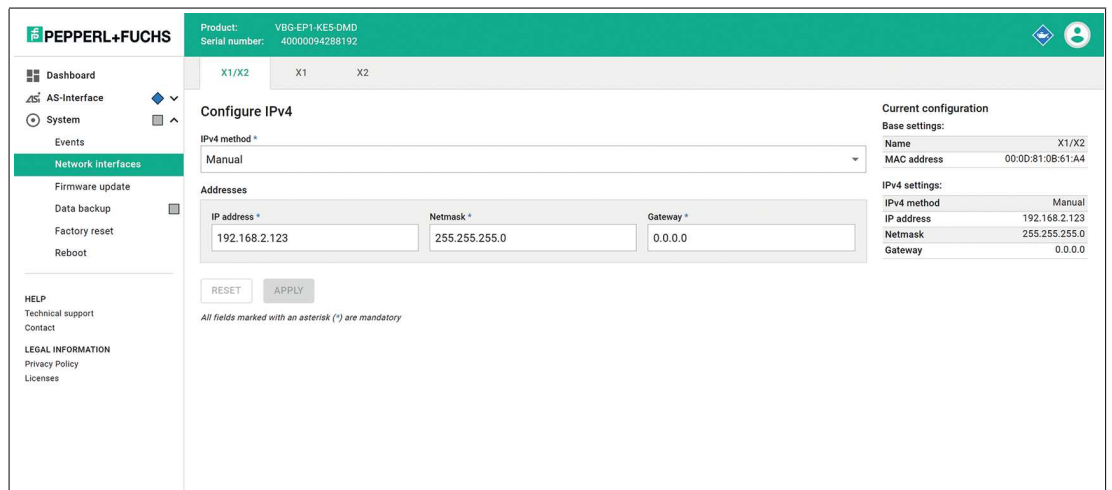 PEPPERL+FUCHS
Product: VBG-EP1-KE5-DMD
Serial number: 40000094288192
Dashboard
AS-Interface
System
Events
Network interfaces
Firmware update
Data backup
Factory reset
Reboot
HELP
Technical support
Contact
LEGAL INFORMATION
Privacy Policy
Licenses
X1/X2 X1 X2
Configure IPv4
IPv4 method *
Manual
Addresses
IP address * Netmask * Gateway *
192.168.2.123 255.255.255.0 0.0.0.0
RESET APPLY
All fields marked with an asterisk (*) are mandatory
Current configuration
Base settings:
Name X1/X2
MAC address 00:0D:81:0B:61:A4
IPv4 settings:
IPv4 method Manual
IP address 192.168.2.123
Netmask 255.255.255.0
Gateway 0.0.0.0